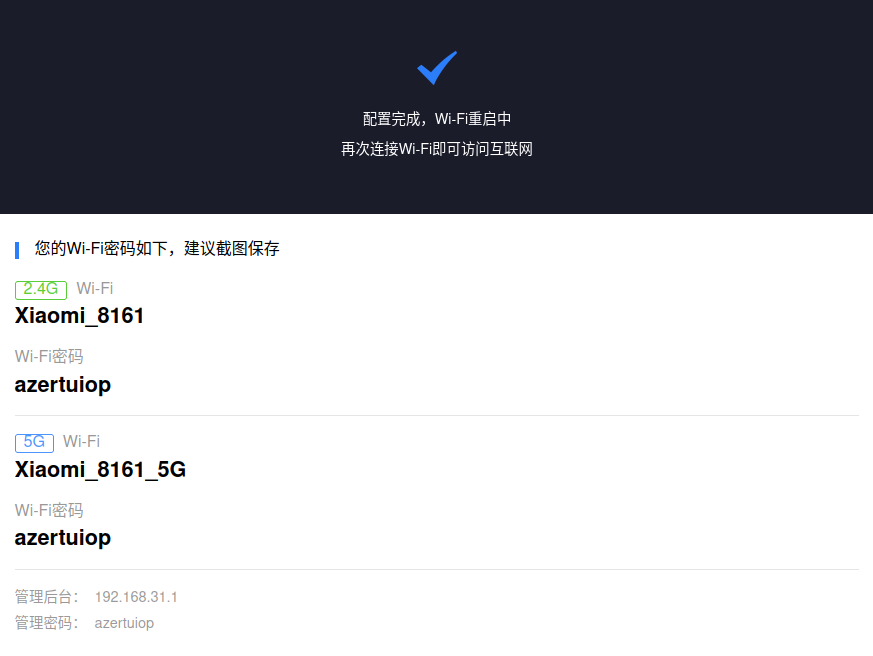 配置完成，Wi-Fi重启中
再次连接Wi-Fi即可访问互联网
您的Wi-Fi密码如下，建议截图保存
2.4G Wi-Fi
Xiaomi_8161
Wi-Fi密码
azertuiop
5G Wi-Fi
Xiaomi_8161_5G
Wi-Fi密码
azertuiop
管理后台： 192.168.31.1
管理密码： azertuiop